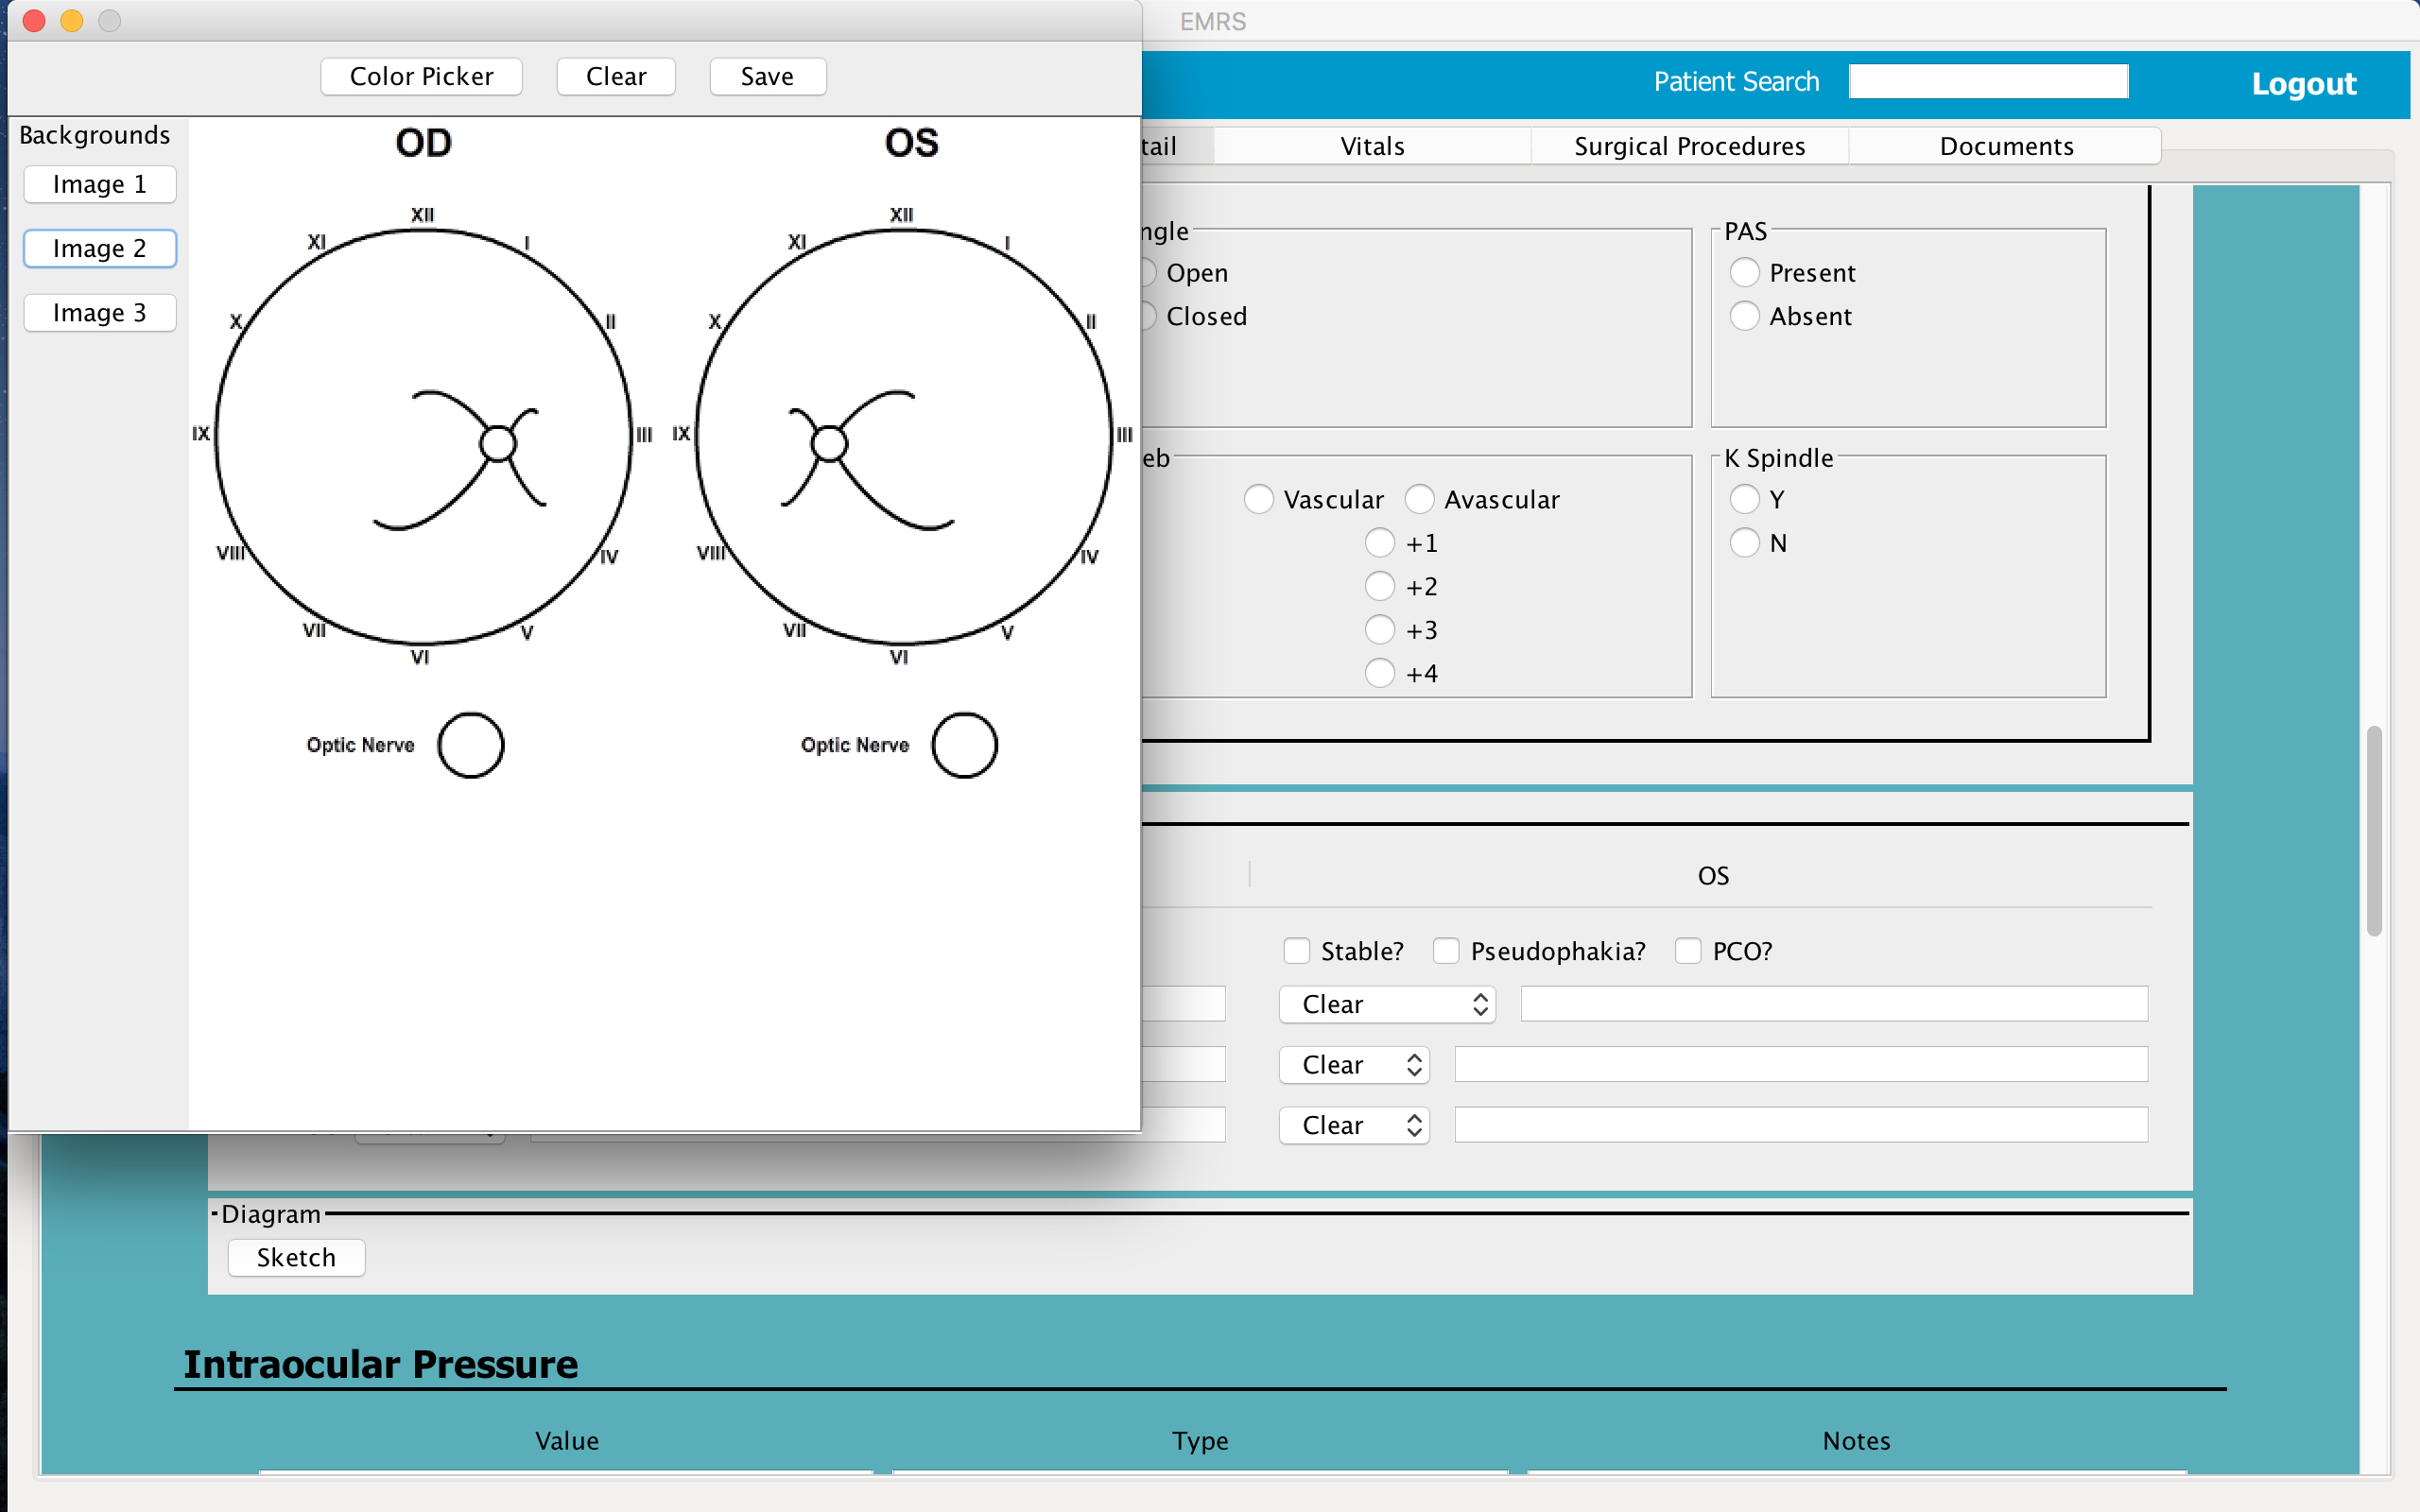 EMRS
Color Picker
Clear
Save
Patient Search
Logout
Backgrounds
Image 1
Image 2
Image 3
OD
OS
XII
XI
I
X
II
IX
III
VIII
IV
VII
V
VI
XII
XI
I
X
II
IX
III
VIII
IV
VII
V
VI
Optic Nerve
Optic Nerve
tail
Vitals
Surgical Procedures
Documents
ngle
Open
Closed
PAS
Present
Absent
eb
Vascular
Avascular
+1
+2
+3
+4
K Spindle
Y
N
OS
Stable?
Pseudophakia?
PCO?
Clear
Clear
Clear
Diagram
Sketch
Intraocular Pressure
Value
Type
Notes